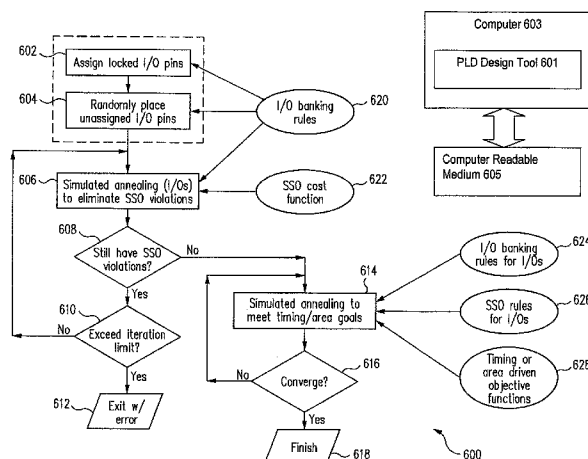 602
Assign locked I/O pins
604
Randomly place
unassigned I/O pins
I/O banking
rules
620
606
Simulated annealing (I/Os)
to eliminate SSO violations
SSO cost
function
622
608
Still have SSO
violations?
No
Yes
610
Exceed iteration
limit?
No
Yes
612
Exit w/
error
614
Simulated annealing to
meet timing/area goals
616
Converge?
No
Yes
Finish
618
I/O banking
rules for I/Os
624
SSO rules
for I/Os
626
Timing or
area driven
objective
functions
628
600
Computer 603
PLD Design Tool 601
Computer Readable
Medium 605